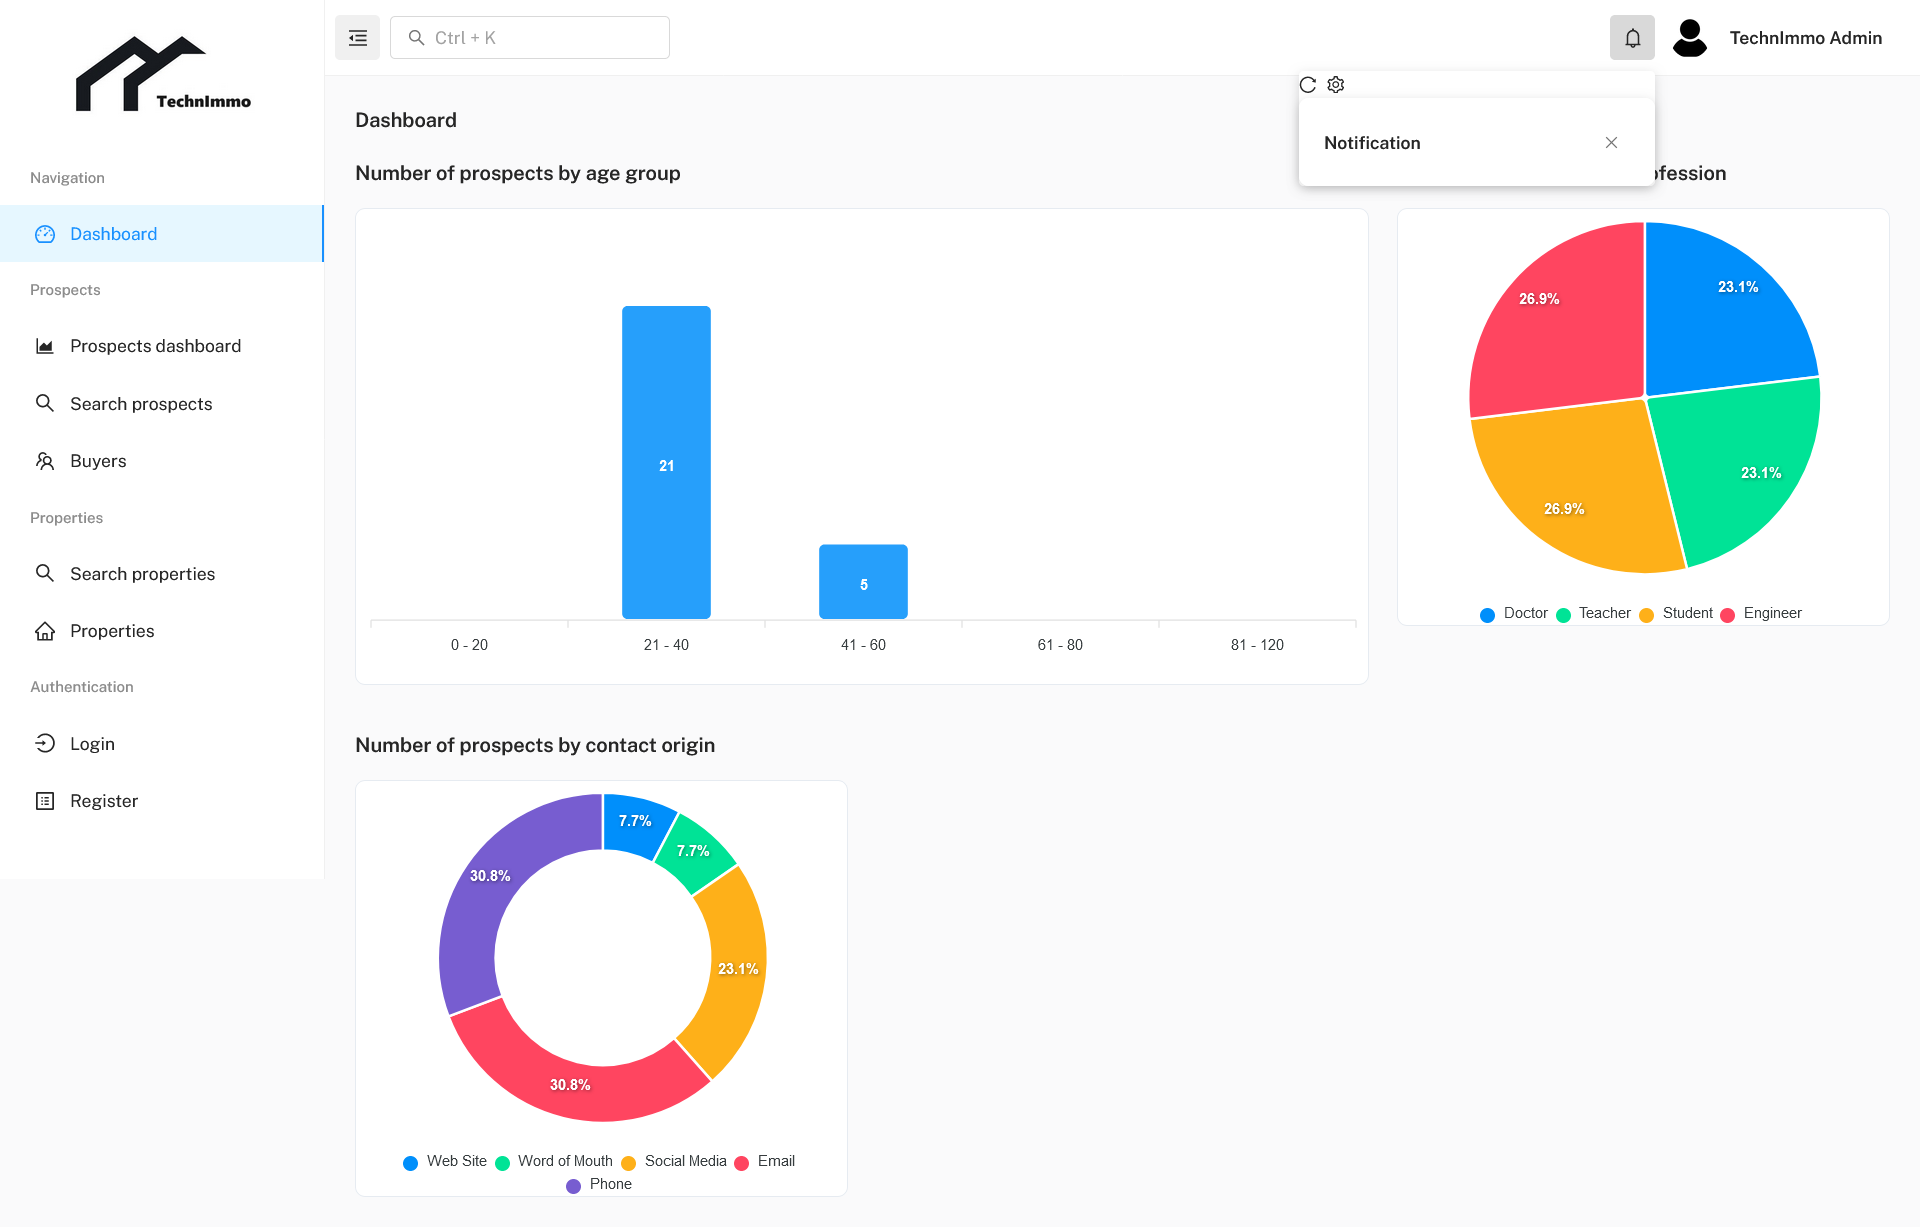 TechnImmo
Navigation
Dashboard
Prospects
Prospects dashboard
Search prospects
Buyers
Properties
Search properties
Properties
Authentication
Login
Register
Ctrl + K
TechnImmo Admin
Notification
Dashboard
Number of prospects by age group
21
5
0 - 20
21 - 40
41 - 60
61 - 80
81 - 120
ofession
23.1%
23.1%
26.9%
26.9%
Doctor Teacher Student Engineer
Number of prospects by contact origin
7.7%
7.7%
23.1%
30.8%
30.8%
Web Site Word of Mouth Social Media Email
Phone